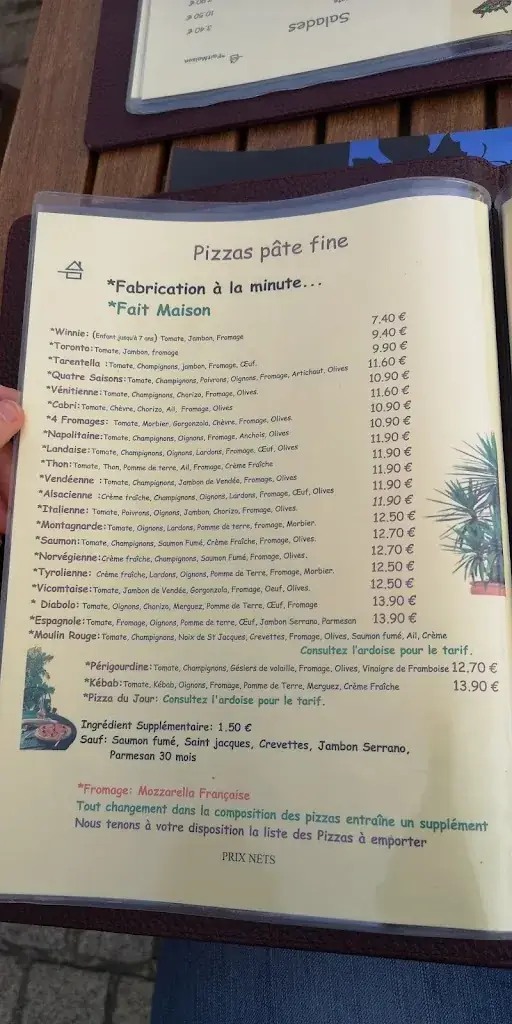 *Fait Maison
3.40 €
10.50 €
Salades
Pizzas pâte fine
*Fabrication à la minute...
*Fait Maison
*Winnie: (Enfant jusqu'à 7 ans) Tomate, Jambon, Fromage 7.40 €
*Toronto: Tomate, Jambon, fromage 9.40 €
*Tarentella : Tomate, Champignons, jambon, Fromage, Œuf. 9.90 €
*Quatre Saisons: Tomate, Champignons, Poivrons, Oignons, Fromage, Artichaut, Olives 11.60 €
*Vénitienne: Tomate, Champignons, Chorizo, Fromage, Olives 10.90 €
*Cabri: Tomate, Chèvre, Chorizo, Ail, Fromage, Olives 11.60 €
*4 Fromages: Tomate, Morbier, Gorgonzola, Chèvre, Fromage, Olives. 10.90 €
*Napolitaine: Tomate, Champignons, Oignons, Fromage, Anchois, Olives 10.90 €
*Landaise: Tomate, Champignons, Oignons, Lardons, Fromage, Œuf, Olives 11.90 €
*Thon: Tomate, Thon, Pomme de terre, Ail, Fromage, Crème Fraîche 11.90 €
*Vendéenne : Tomate, Champignons, Jambon de Vendée, Fromage, Olives 11.90 €
*Alsacienne : Crème fraîche, Champignons, Oignons, Lardons, Fromage, Œuf, Olives 11.90 €
*Italienne: Tomate, Poivrons, Oignons, Jambon, Chorizo, Fromage, Olives. 11.90 €
*Montagnarde: Tomate, Oignons, Lardons, Pomme de terre, fromage, Morbier. 12.50 €
*Saumon: Tomate, Champignons, Saumon Fumé, Crème Fraîche, Fromage, Olives. 12.70 €
*Norvégienne: Crème fraîche, Champignons, Saumon Fumé, Fromage, Olives. 12.70 €
*Tyrolienne: Crème fraîche, Lardons, Oignons, Pomme de Terre, Fromage, Morbier. 12.50 €
*Vicomtaise: Tomate, Jambon de Vendée, Gorgonzola, Fromage, Oeuf, Olives. 12.50 €
* Diabolo: Tomate, Oignons, Chorizo, Merguez, Pomme de Terre, Œuf, Fromage 13.90 €
*Espagnole: Tomate, Fromage, Oignons, Pomme de terre, Œuf, Jambon Serrano, Parmesan 13.90 €
*Moulin Rouge: Tomate, Champignons, Noix de St Jacques, Crevettes, Fromage, Olives, Saumon fumé, Ail, Crème
Consultez l'ardoise pour le tarif.
*Périgourdine: Tomate, Champignons, Gésiers de volaille, Fromage, Olives, Vinaigre de Framboise 12,70 €
*Kébab: Tomate, Kébab, Oignons, Fromage, Pomme de Terre, Merguez, Crème Fraîche 13.90 €
*Pizza du Jour: Consultez l'ardoise pour le tarif.
Ingrédient Supplémentaire: 1.50 €
Sauf: Saumon fumé, Saint jacques, Crevettes, Jambon Serrano,
Parmesan 30 mois
*Fromage: Mozzarella Française
Tout changement dans la composition des pizzas entraîne un supplément
Nous tenons à votre disposition la liste des Pizzas à emporter
PRIX NETS